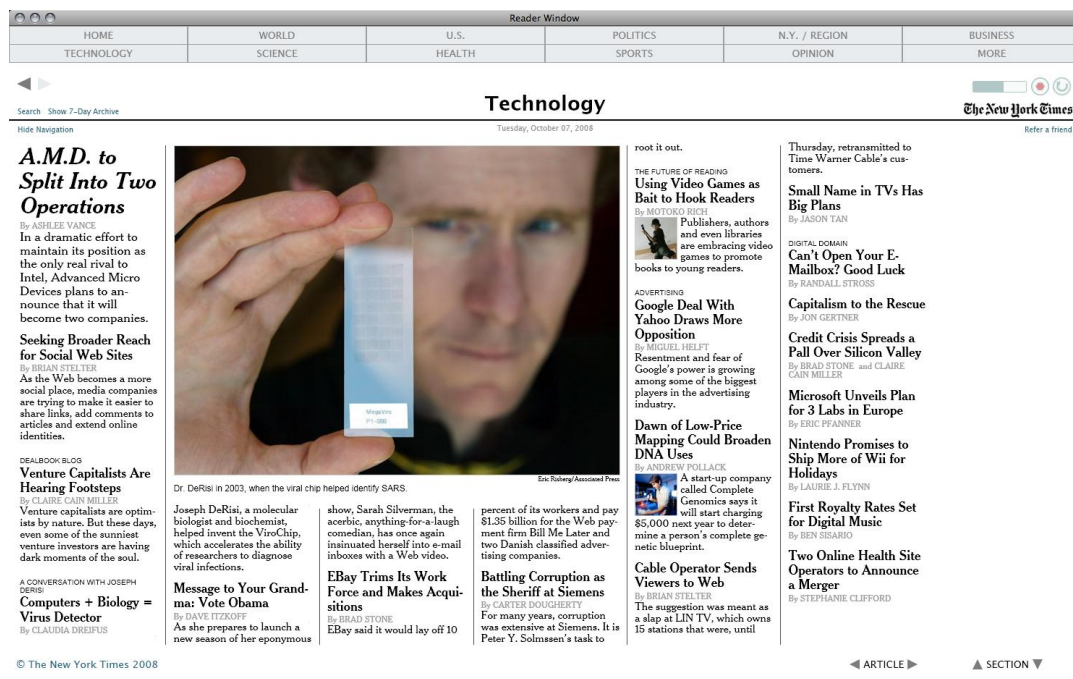 Reader Window
HOME
WORLD
U.S.
POLITICS
N.Y. / REGION
BUSINESS
TECHNOLOGY
SCIENCE
HEALTH
SPORTS
OPINION
MORE
Search Show 7-Day Archive
Technology
The New York Times
Hide Navigation
Tuesday, October 07, 2008
Refer a friend
A.M.D. to
Split Into Two
Operations
By ASHLEE VANCE
In a dramatic effort to
maintain its position as
the only real rival to
Intel, Advanced Micro
Devices plans to an-
nounce that it will
become two companies.
Seeking Broader Reach
for Social Web Sites
By BRIAN STELTER
As the Web becomes a more
social place, media companies
are trying to make it easier to
share links, add comments to
articles and extend online
identities.
DEALBOOK BLOG
Venture Capitalists Are
Hearing Footsteps
By CLAIRE CAIN MILLER
Venture capitalists are optim-
ists by nature. But these days,
even some of the sunniest
venture investors are having
dark moments of the soul.
A CONVERSATION WITH JOSEPH
DERISI
Computers + Biology =
Virus Detector
By CLAUDIA DREIFUS
MegaViro
P1-000
Eric Risberg/Associated Press
Dr. DeRisi in 2003, when the viral chip helped identify SARS.
Joseph DeRisi, a molecular
biologist and biochemist,
helped invent the ViroChip,
which accelerates the ability
of researchers to diagnose
viral infections.
Message to Your Grand-
ma: Vote Obama
By DAVE ITZKOFF
As she prepares to launch a
new season of her eponymous
show, Sarah Silverman, the
acerbic, anything-for-a-laugh
comedian, has once again
insinuated herself into e-mail
inboxes with a Web video.
EBay Trims Its Work
Force and Makes Acqui-
sitions
By BRAD STONE
EBay said it would lay off 10
percent of its workers and pay
$1.35 billion for the Web pay-
ment firm Bill Me Later and
two Danish classified adver-
tising companies.
Battling Corruption as
the Sheriff at Siemens
By CARTER DOUGHERTY
For many years, corruption
was extensive at Siemens. It is
Peter Y. Solmssen's task to
root it out.
THE FUTURE OF READING
Using Video Games as
Bait to Hook Readers
By MOTOKO RICH
Publishers, authors
and even libraries
are embracing video
games to promote
books to young readers.
ADVERTISING
Google Deal With
Yahoo Draws More
Opposition
By MIGUEL HELFT
Resentment and fear of
Google's power is growing
among some of the biggest
players in the advertising
industry.
Dawn of Low-Price
Mapping Could Broaden
DNA Uses
By ANDREW POLLACK
A start-up company
called Complete
Genomics says it
will start charging
$5,000 next year to deter-
mine a person's complete ge-
netic blueprint.
Cable Operator Sends
Viewers to Web
By BRIAN STELTER
The suggestion was meant as
a slap at LIN TV, which owns
15 stations that were, until
Thursday, retransmitted to
Time Warner Cable's cus-
tomers.
Small Name in TVs Has
Big Plans
By JASON TAN
DIGITAL DOMAIN
Can't Open Your E-
Mailbox? Good Luck
By RANDALL STROSS
Capitalism to the Rescue
By JON GERTNER
Credit Crisis Spreads a
Pall Over Silicon Valley
By BRAD STONE and CLAIRE
CAIN MILLER
Microsoft Unveils Plan
for 3 Labs in Europe
By ERIC PFANNER
Nintendo Promises to
Ship More of Wii for
Holidays
By LAURIE J. FLYNN
First Royalty Rates Set
for Digital Music
By BEN SISARIO
Two Online Health Site
Operators to Announce
a Merger
By STEPHANIE CLIFFORD
© The New York Times 2008
ARTICLE
SECTION